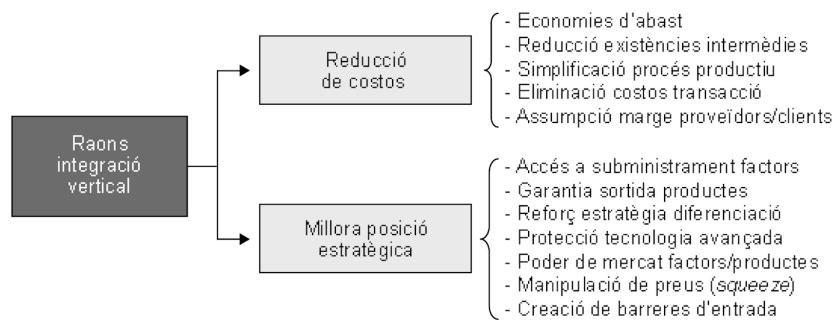 Raons
integració
vertical
Reducció
de costos
- Economies d'abast
- Reducció existències intermèdies
- Simplificació procés productiu
- Eliminació costos transacció
- Assumpció marge proveïdors/clients
Millora posició
estratègica
- Accés a subministrament factors
- Garantia sortida productes
- Reforç estratègia diferenciació
- Protecció tecnologia avançada
- Poder de mercat factors/productes
- Manipulació de preus (squeeze)
- Creació de barreres d'entrada